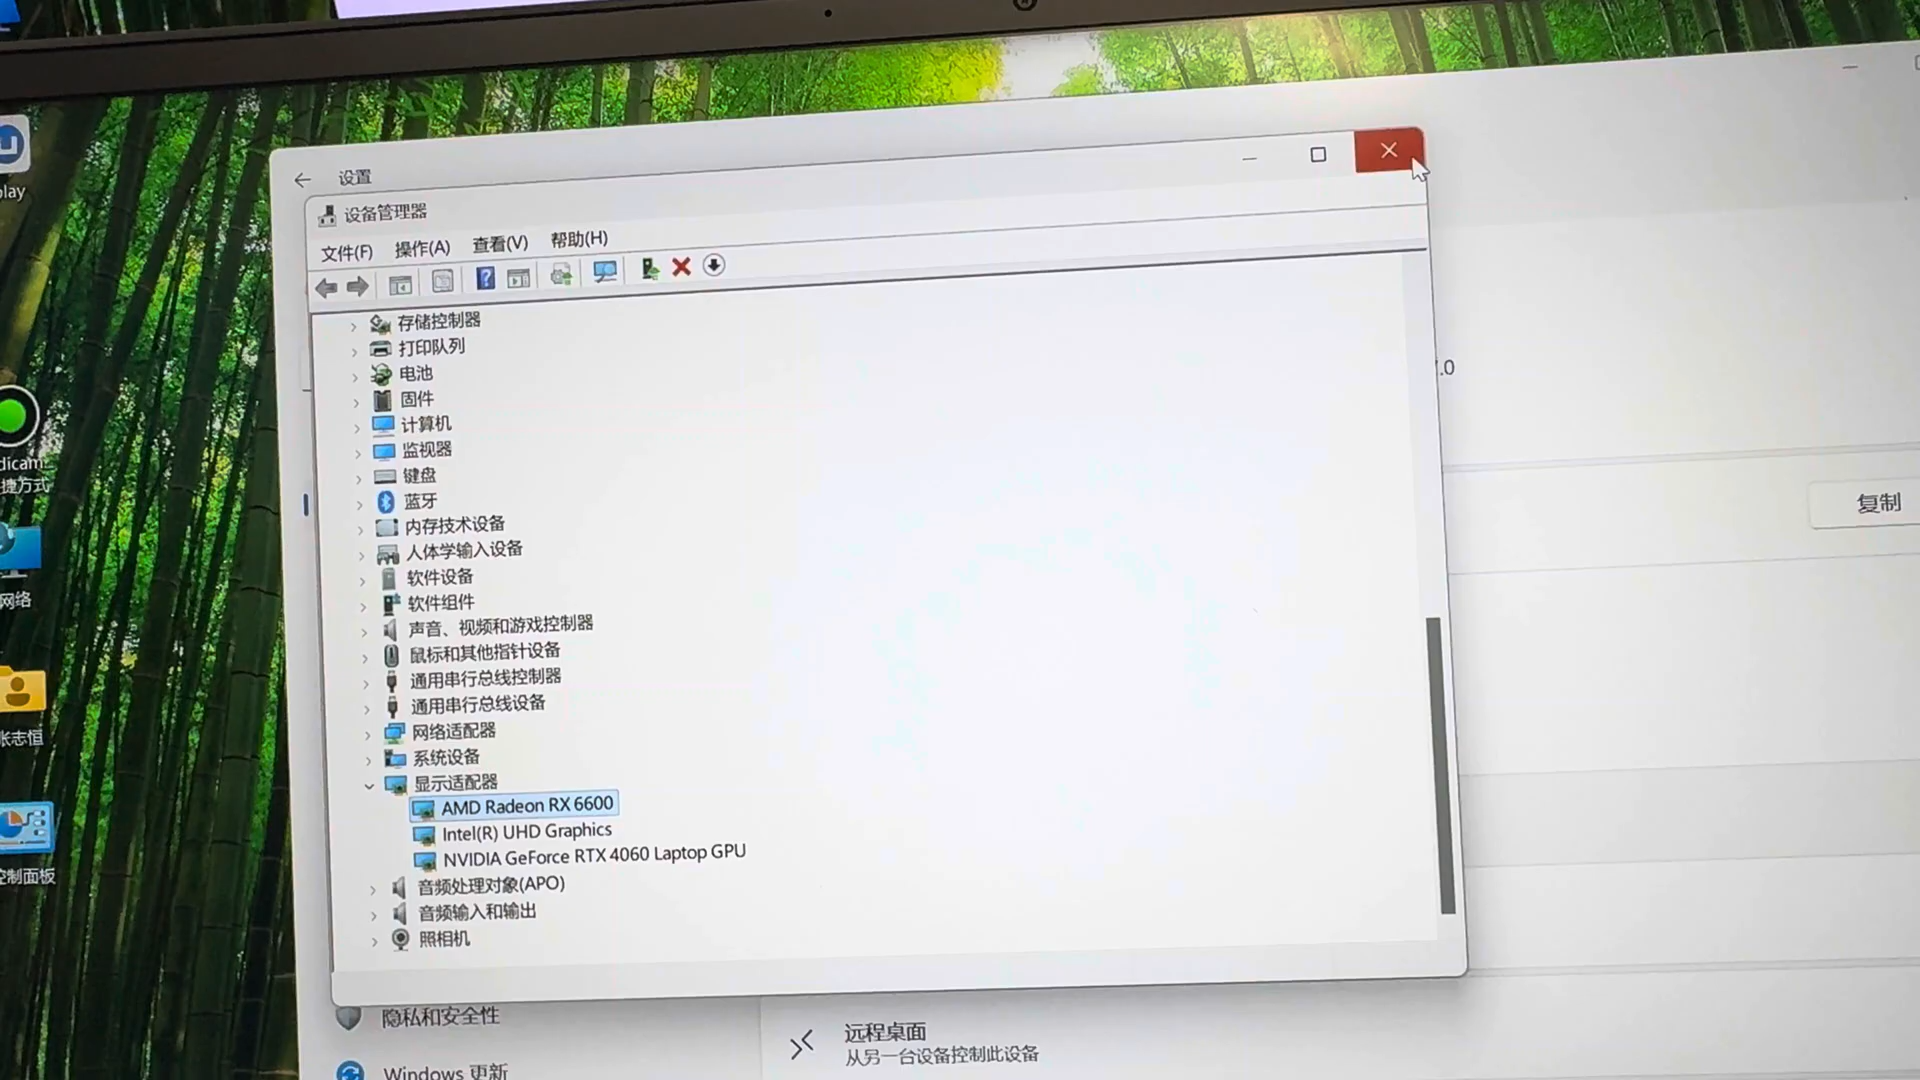 设置
设备管理器
文件(F) 操作(A) 查看(V) 帮助(H)
存储控制器
打印队列
电池
固件
计算机
监视器
键盘
蓝牙
内存技术设备
人体学输入设备
软件设备
软件组件
声音、视频和游戏控制器
鼠标和其他指针设备
通用串行总线控制器
通用串行总线设备
网络适配器
系统设备
显示适配器
AMD Radeon RX 6600
Intel(R) UHD Graphics
NVIDIA GeForce RTX 4060 Laptop GPU
音频处理对象(APO)
音频输入和输出
照相机
隐私和安全性
Windows 更新
远程桌面
从另一台设备控制此设备
.0
复制
play
dicam...
捷方式
网络
张志恒
控制面板